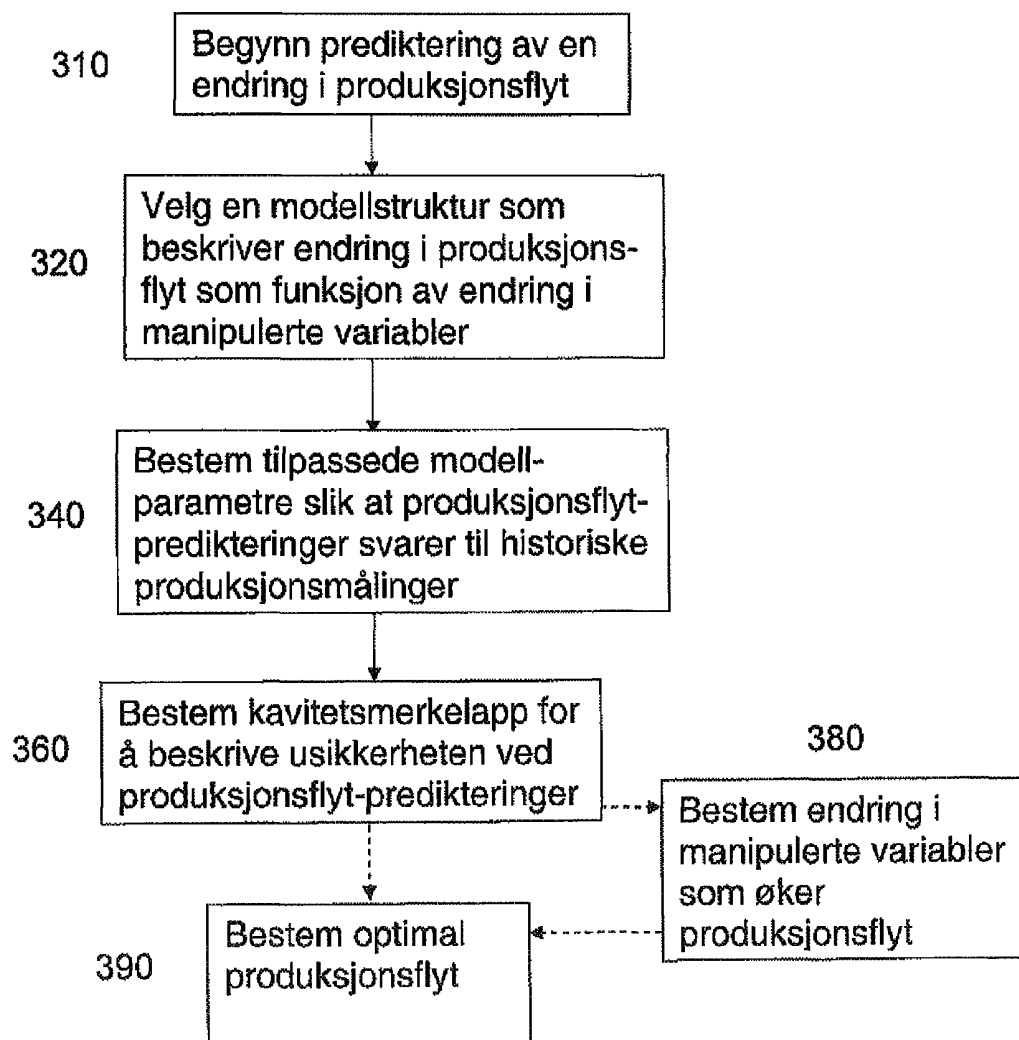 310
Begynn prediktering av en
endring i produksjonsflyt
320
Velg en modellstruktur som
beskriver endring i produksjons-
flyt som funksjon av endring i
manipulerte variabler
340
Bestem tilpassede modell-
parametre slik at produksjonsflyt-
predikteringer svarer til historiske
produksjonsmålinger
360
Bestem kavitetsmerkelapp for
å beskrive usikkerheten ved
produksjonsflyt-predikteringer
380
Bestem endring i
manipulerte variabler
som øker
produksjonsflyt
390
Bestem optimal
produksjonsflyt